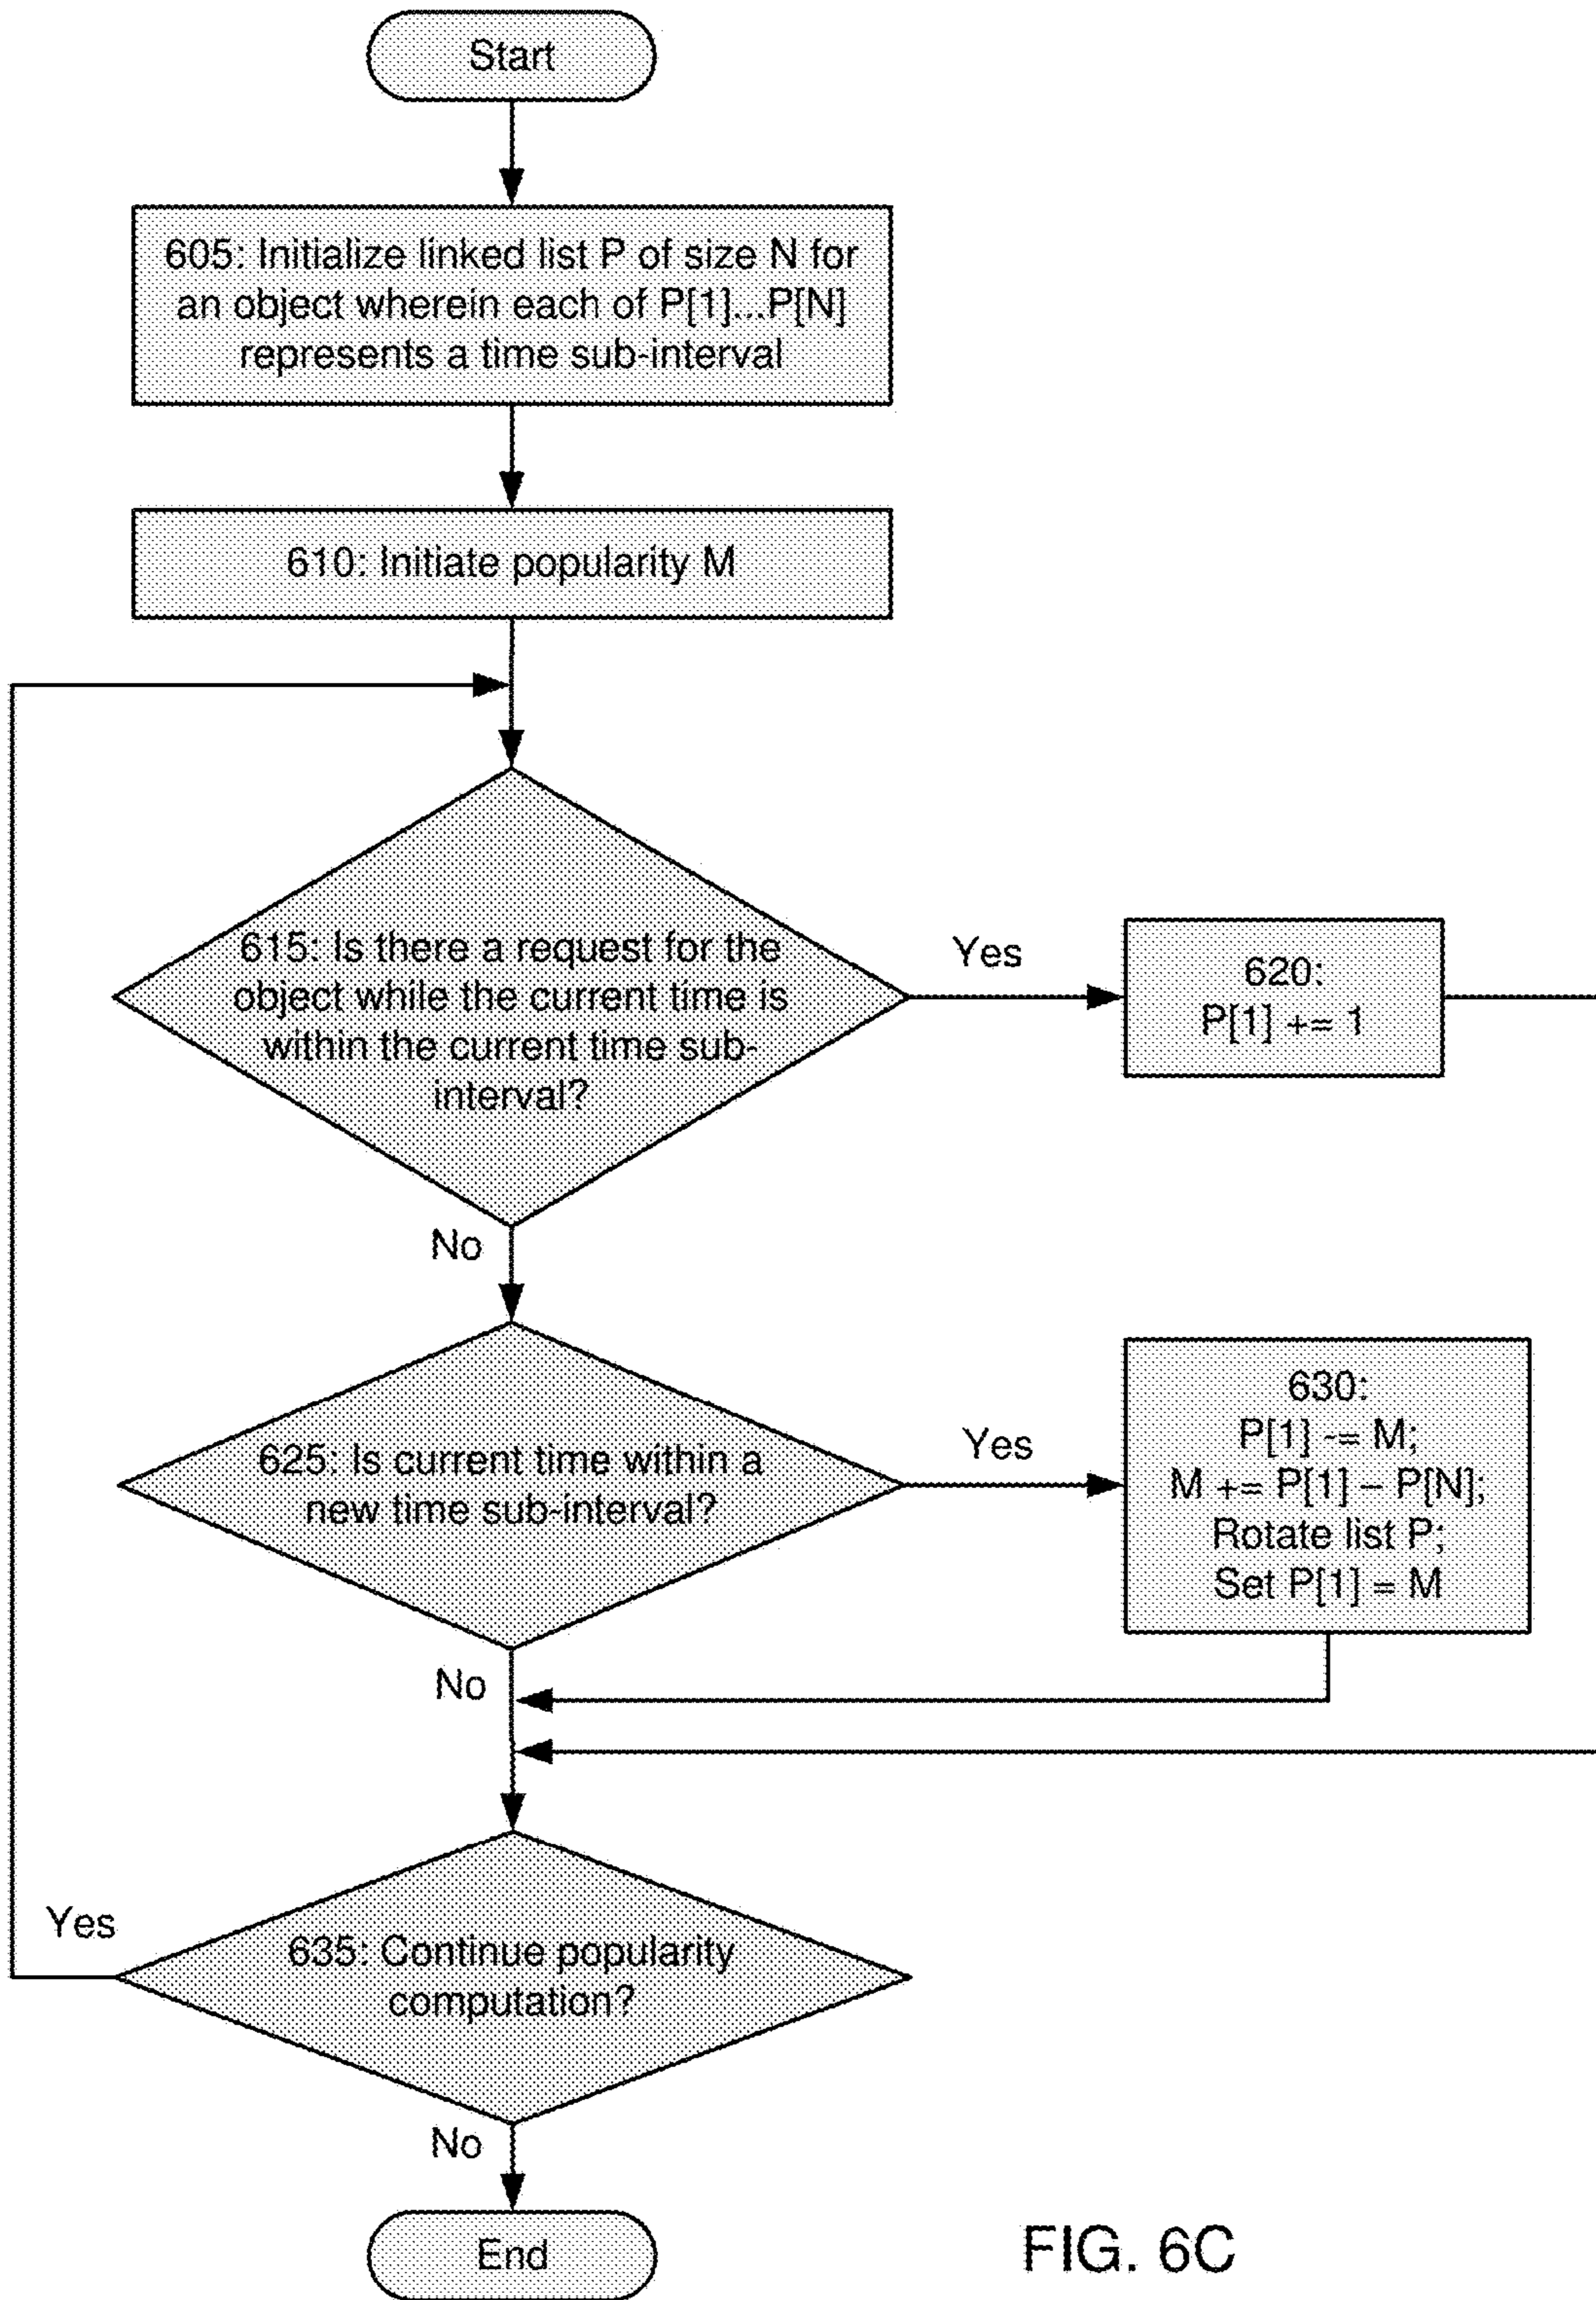 Start
605: Initialize linked list P of size N for
an object wherein each of P[1]...P[N]
represents a time sub-interval
610: Initiate popularity M
615: Is there a request for the
object while the current time is
within the current time sub-
interval?
Yes
620:
P[1] += 1
No
625: Is current time within a
new time sub-interval?
Yes
630:
P[1] -= M;
M += P[1] – P[N];
Rotate list P;
Set P[1] = M
No
635: Continue popularity
computation?
Yes
No
End
FIG. 6C